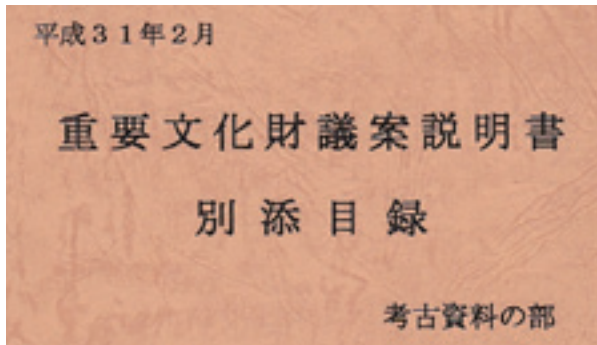 平成３１年２月
重要文化財議案説明書
別添目録
考古資料の部